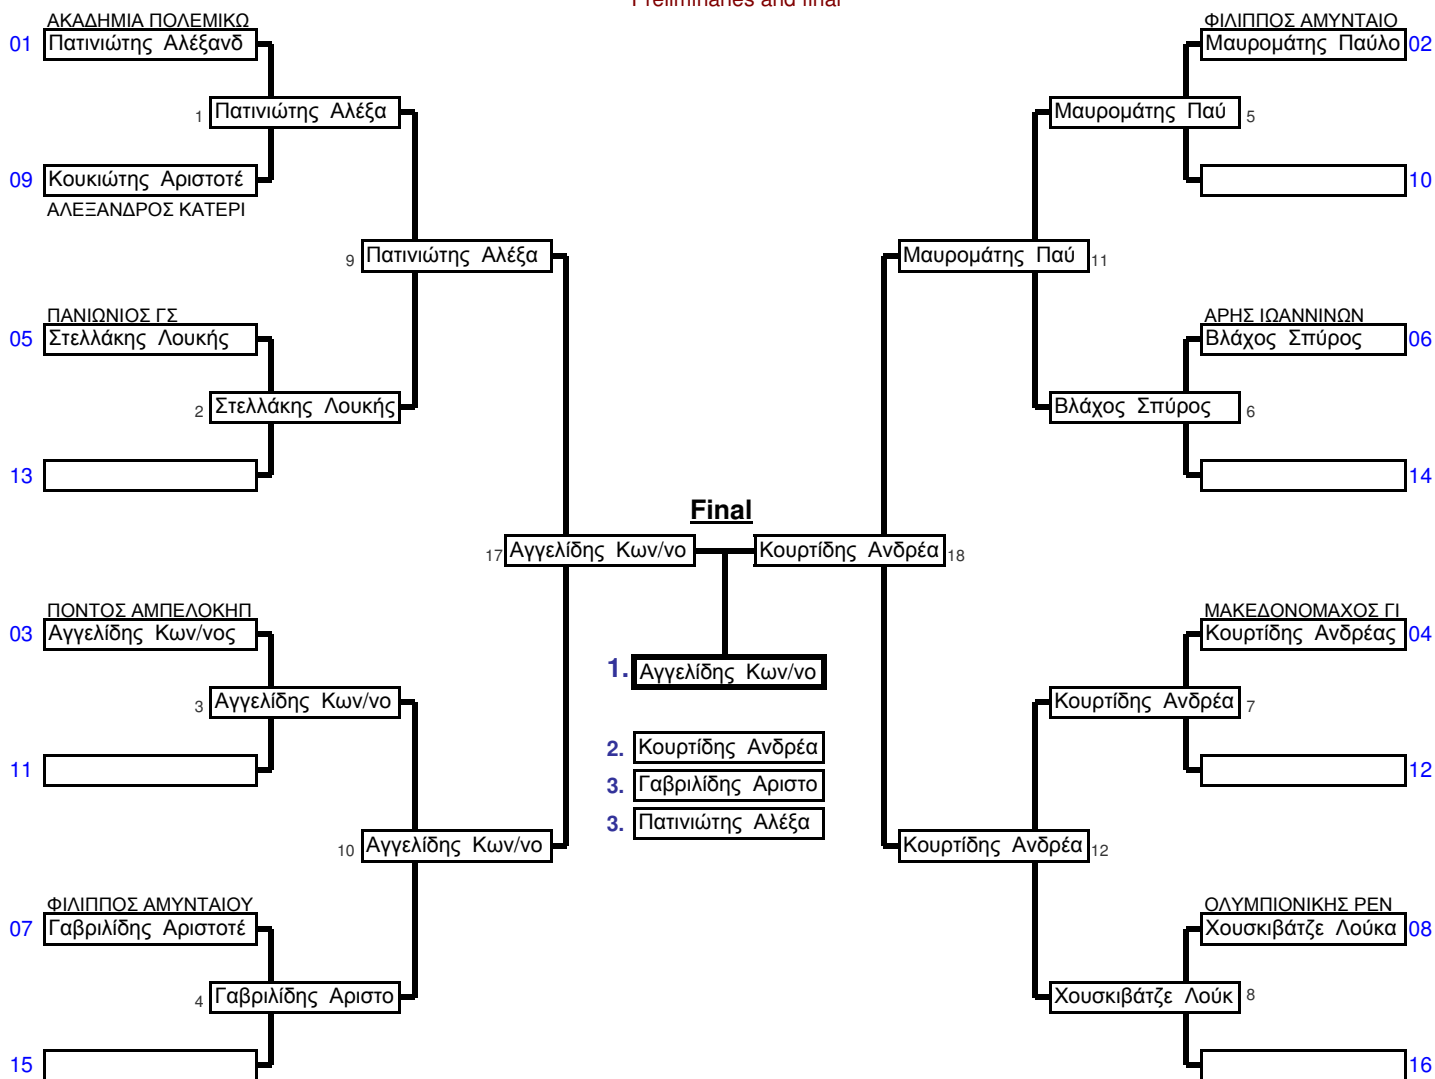 Preliminaries and final
ΑΚΑΔΗΜΙΑ ΠΟΛΕΜΙΚΩ
01 Πατινιώτης Αλέξανδ
1 Πατινιώτης Αλέξα
09 Κουκιώτης Αριστοτέ
ΑΛΕΞΑΝΔΡΟΣ ΚΑΤΕΡΙ
9 Πατινιώτης Αλέξα
ΠΑΝΙΩΝΙΟΣ ΓΣ
05 Στελλάκης Λουκής
2 Στελλάκης Λουκής
13
17 Αγγελίδης Κων/νο
ΠΟΝΤΟΣ ΑΜΠΕΛΟΚΗΠ
03 Αγγελίδης Κων/νος
3 Αγγελίδης Κων/νο
11
10 Αγγελίδης Κων/νο
ΦΙΛΙΠΠΟΣ ΑΜΥΝΤΑΙΟΥ
07 Γαβριλίδης Αριστοτέ
4 Γαβριλίδης Αριστο
15
Final
1. Αγγελίδης Κων/νο
2. Κουρτίδης Ανδρέα
3. Γαβριλίδης Αριστο
3. Πατινιώτης Αλέξα
ΦΙΛΙΠΠΟΣ ΑΜΥΝΤΑΙΟ
Μαυρομάτης Παύλο 02
Μαυρομάτης Παύ 5
10
Μαυρομάτης Παύ 11
ΑΡΗΣ ΙΩΑΝΝΙΝΩΝ
Βλάχος Σπύρος 06
Βλάχος Σπύρος 6
14
Κουρτίδης Ανδρέα 18
ΜΑΚΕΔΟΝΟΜΑΧΟΣ ΓΙ
Κουρτίδης Ανδρέας 04
Κουρτίδης Ανδρέα 7
12
Κουρτίδης Ανδρέα 12
ΟΛΥΜΠΙΟΝΙΚΗΣ ΡΕΝ
Χουσκιβάτζε Λούκα 08
Χουσκιβάτζε Λούκ 8
16